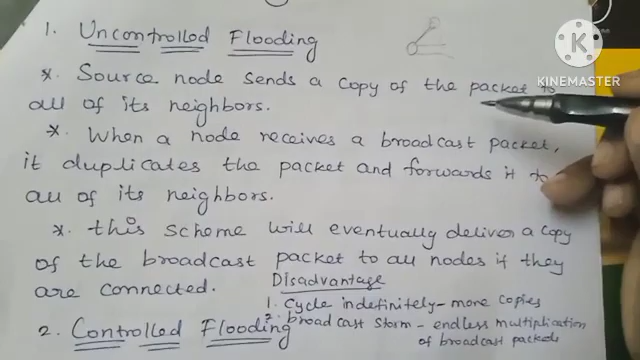 1. Uncontrolled Flooding
KINEMASTER
* Source node sends a copy of the packet to
all of its neighbors.
* When a node receives a broadcast packet,
it duplicates the packet and forwards it to
all of its neighbors.
* This scheme will eventually deliver a copy
of the broadcast packet to all nodes if they
are connected.
Disadvantage
1. Cycle indefinitely - more copies
2. broadcast storm - endless multiplication
of broadcast packets
2. Controlled Flooding